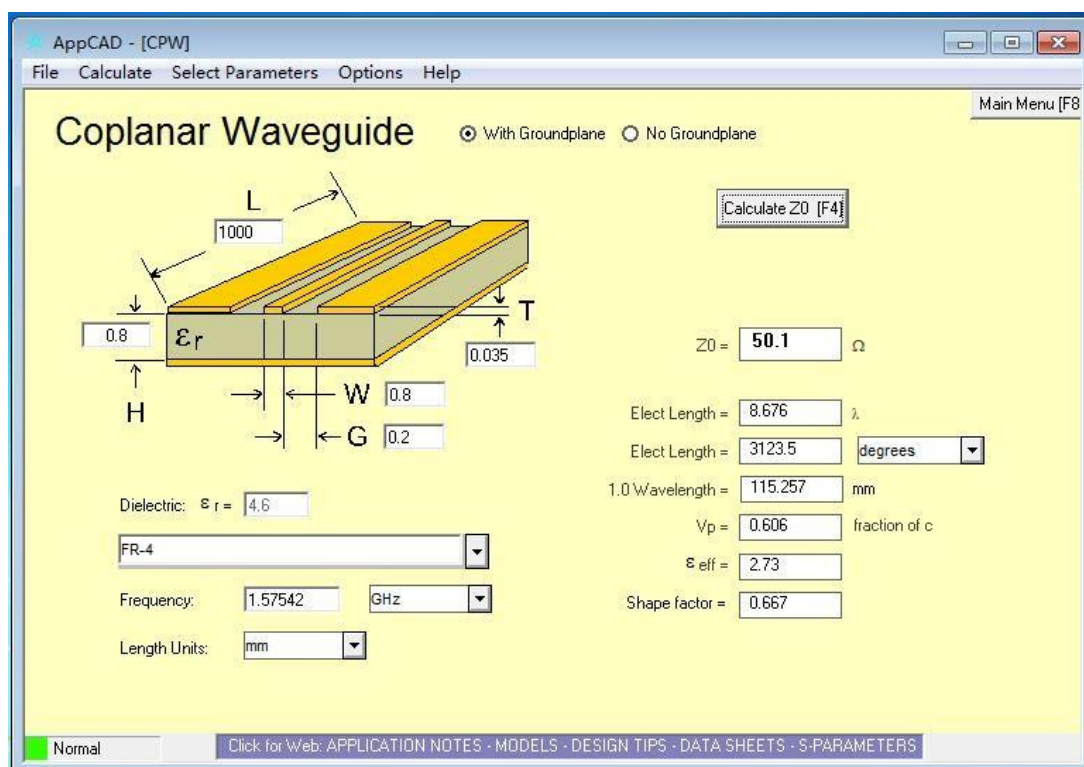 AppCAD - [CPW]
File Calculate Select Parameters Options Help
Main Menu [F8
Coplanar Waveguide
With Groundplane No Groundplane
Calculate Z0 [F4]
L
1000
T
0.035
0.8
εr
H
W 0.8
G 0.2
Z0 = 50.1 Ω
Elect Length = 8.676 λ
Elect Length = 3123.5 degrees
1.0 Wavelength = 115.257 mm
Vp = 0.606 fraction of c
ε eff = 2.73
Shape factor = 0.667
Dielectric: ε r = 4.6
FR-4
Frequency: 1.57542 GHz
Length Units: mm
Normal
Click for Web: APPLICATION NOTES - MODELS - DESIGN TIPS - DATA SHEETS - S-PARAMETERS